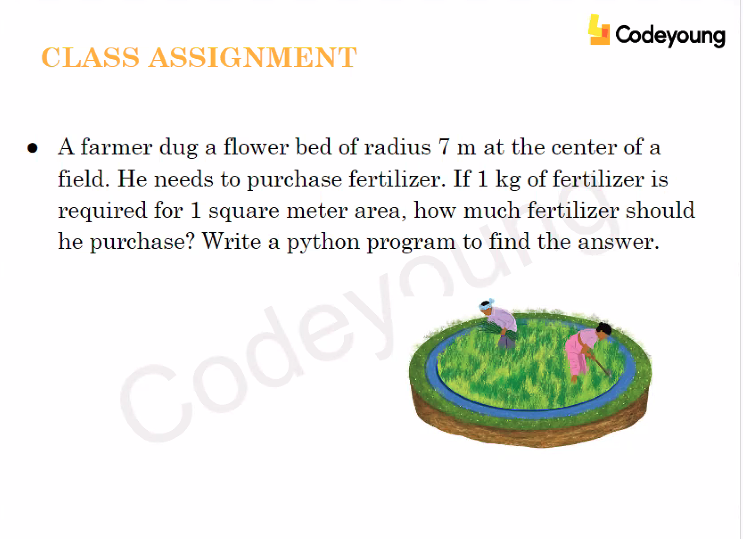 Codeyoung
CLASS ASSIGNMENT
● A farmer dug a flower bed of radius 7 m at the center of a
field. He needs to purchase fertilizer. If 1 kg of fertilizer is
required for 1 square meter area, how much fertilizer should
he purchase? Write a python program to find the answer.
Codeyoung